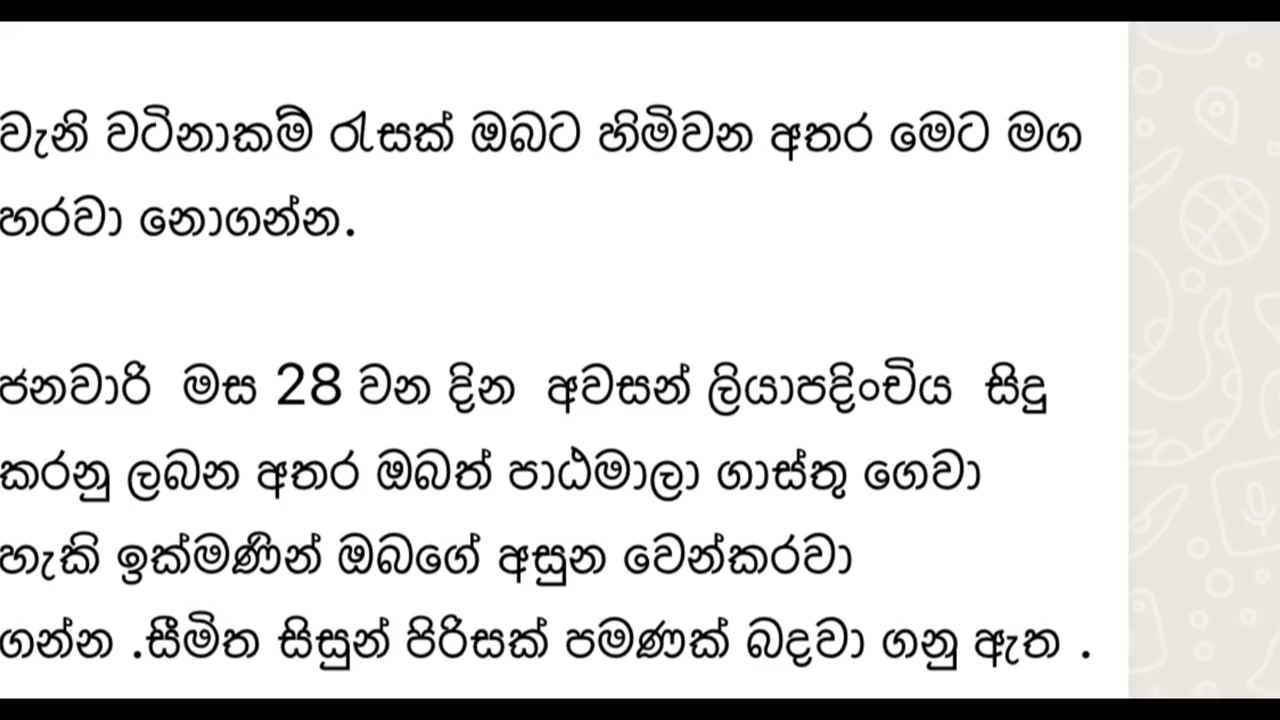 වැනි වටිනාකම් රැසක් ඔබට හිමිවන අතර මෙට මග
හරවා නොගන්න.
ජනවාරි මස 28 වන දින අවසන් ලියාපදිංචිය සිදු
කරනු ලබන අතර ඔබත් පාඨමාලා ගාස්තු ගෙවා
හැකි ඉක්මණින් ඔබගේ අසුන වෙන්කරවා
ගන්න .සීමිත සිසුන් පිරිසක් පමණක් බදවා ගනු ඇත .